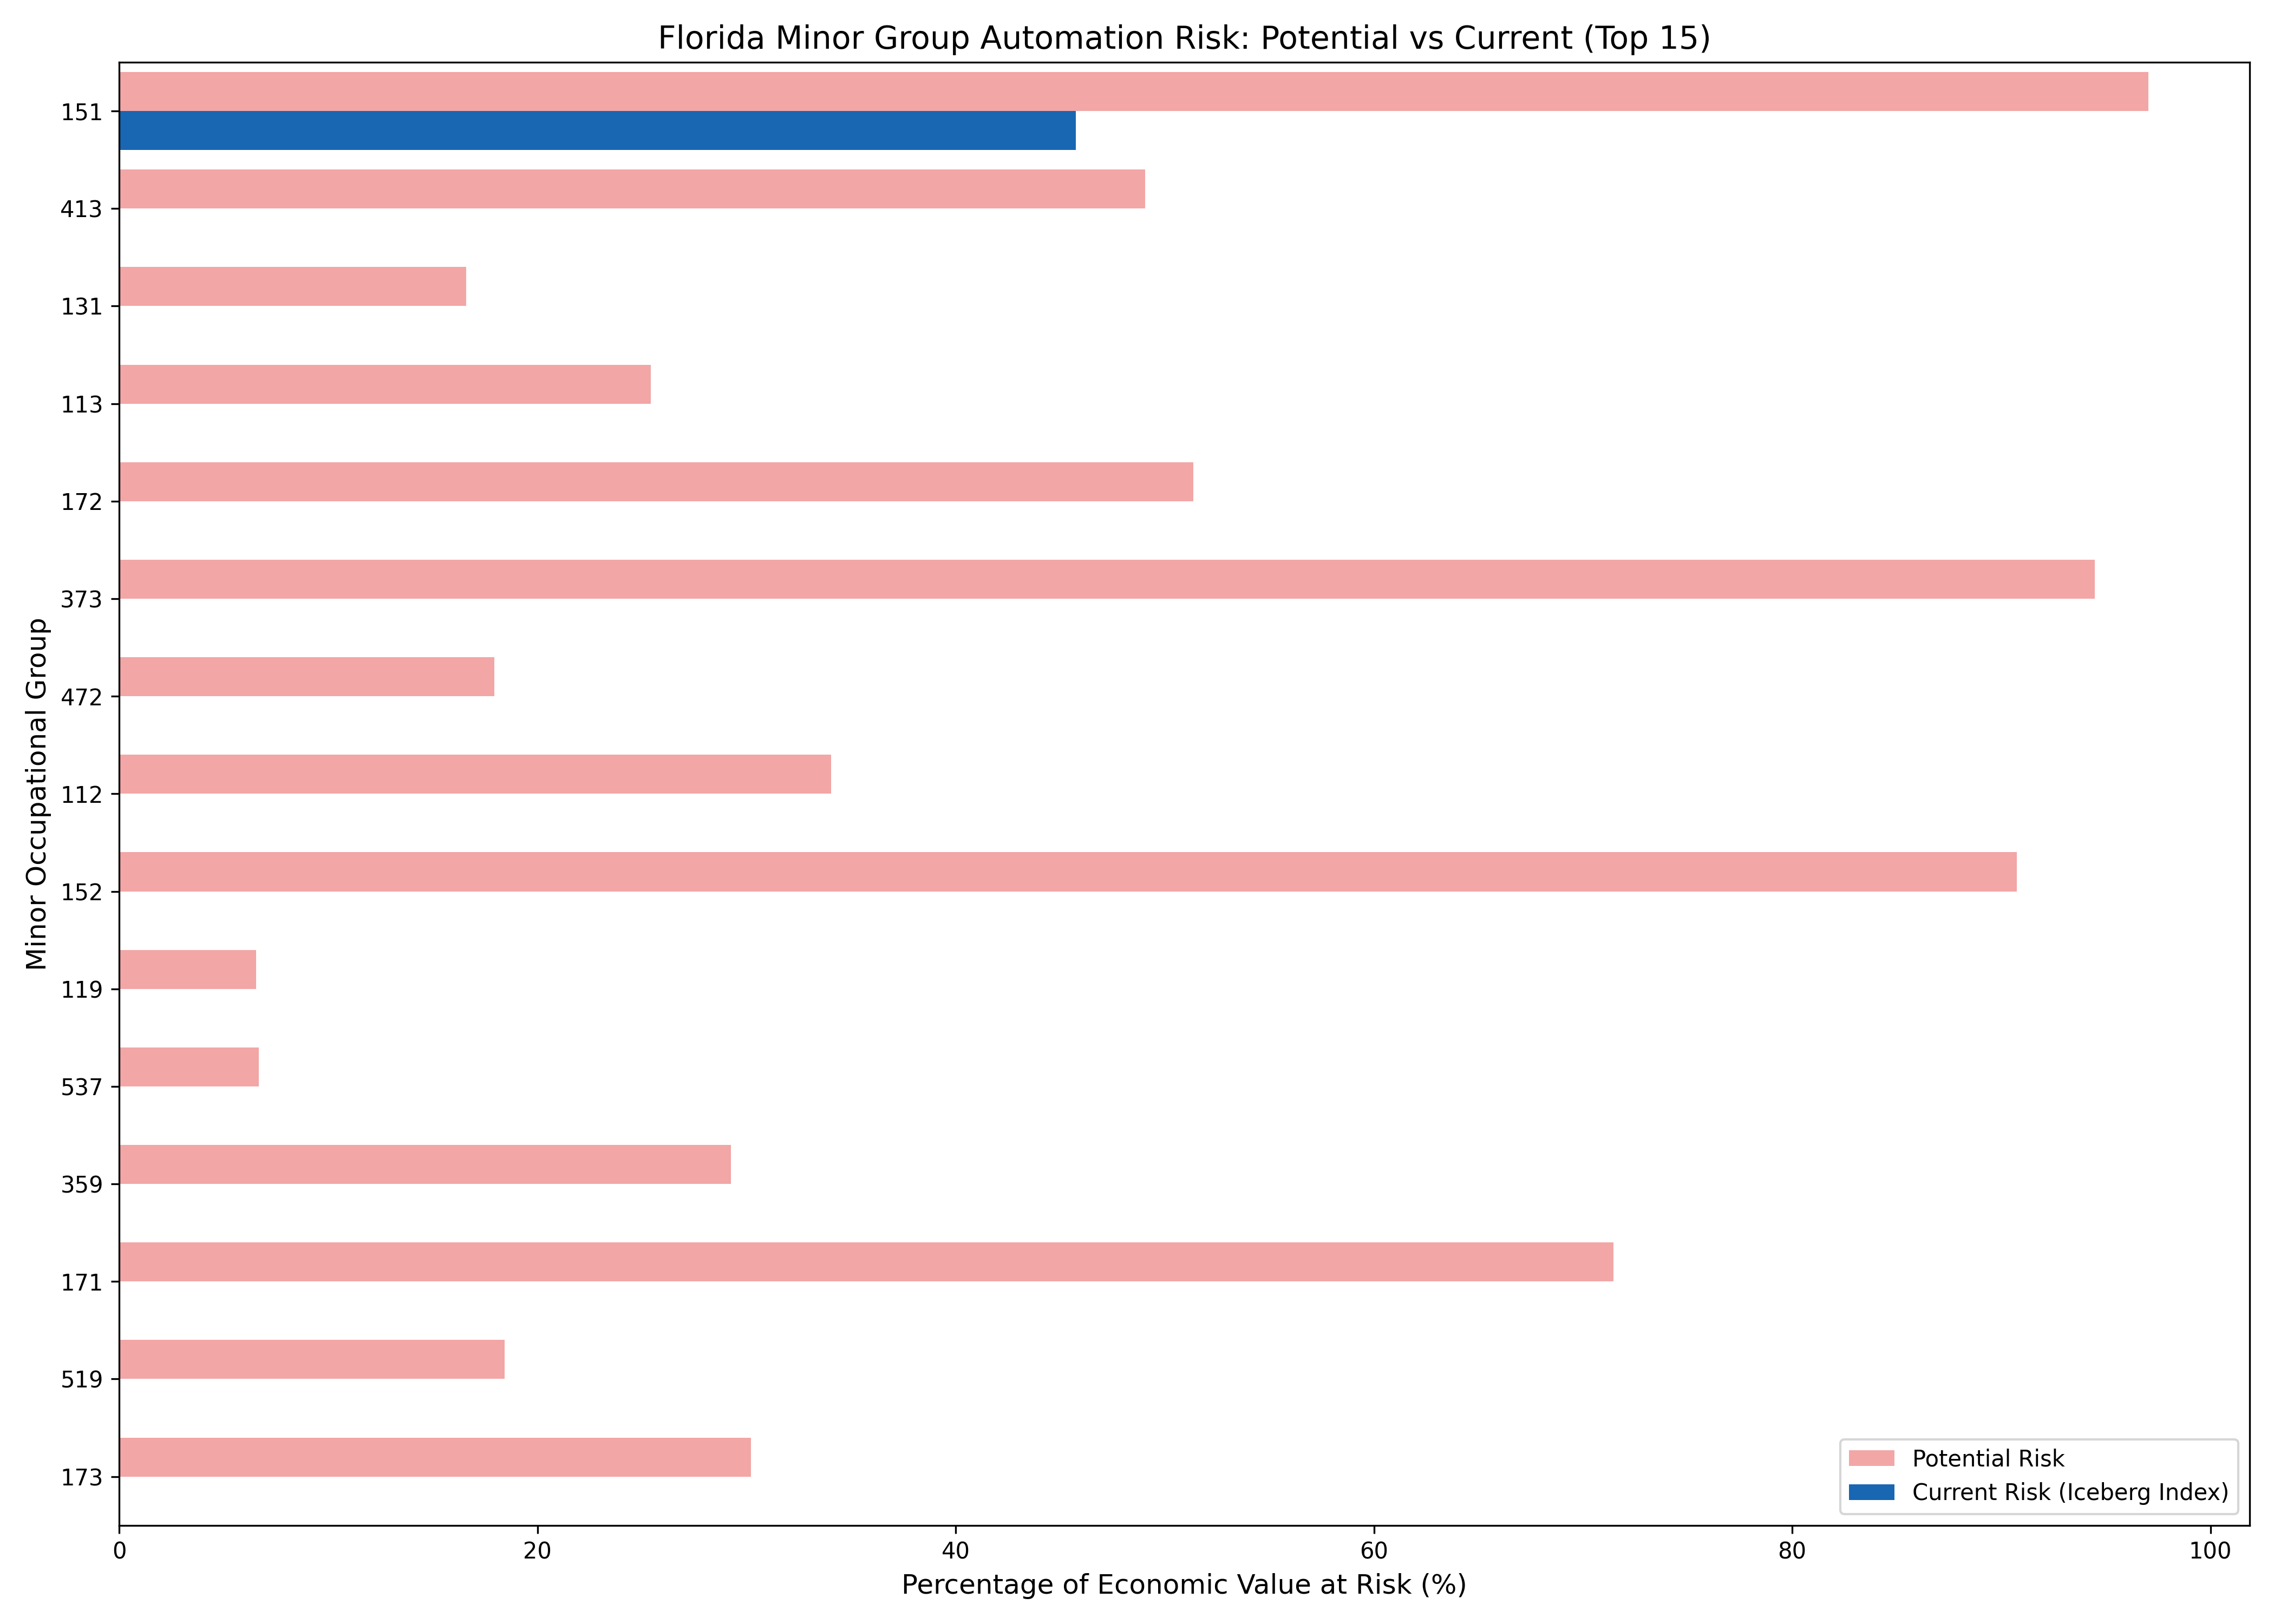 Florida Minor Group Automation Risk: Potential vs Current (Top 15)
Minor Occupational Group
151
413
131
113
172
373
472
112
152
119
537
359
171
519
173
0 20 40 60 80 100
Percentage of Economic Value at Risk (%)
Potential Risk
Current Risk (Iceberg Index)